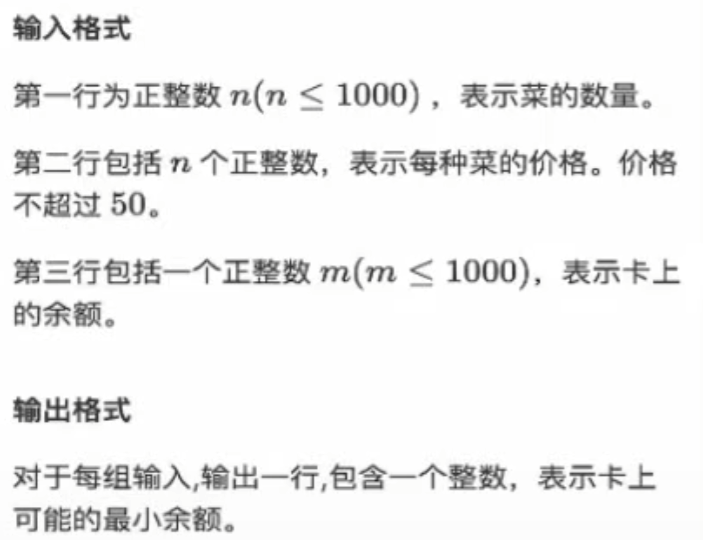 输入格式
第一行为正整数 n(n ≤ 1000) ，表示菜的数量。
第二行包括 n 个正整数，表示每种菜的价格。价格
不超过 50。
第三行包括一个正整数 m(m ≤ 1000)，表示卡上
的余额。
输出格式
对于每组输入,输出一行,包含一个整数，表示卡上
可能的最小余额。